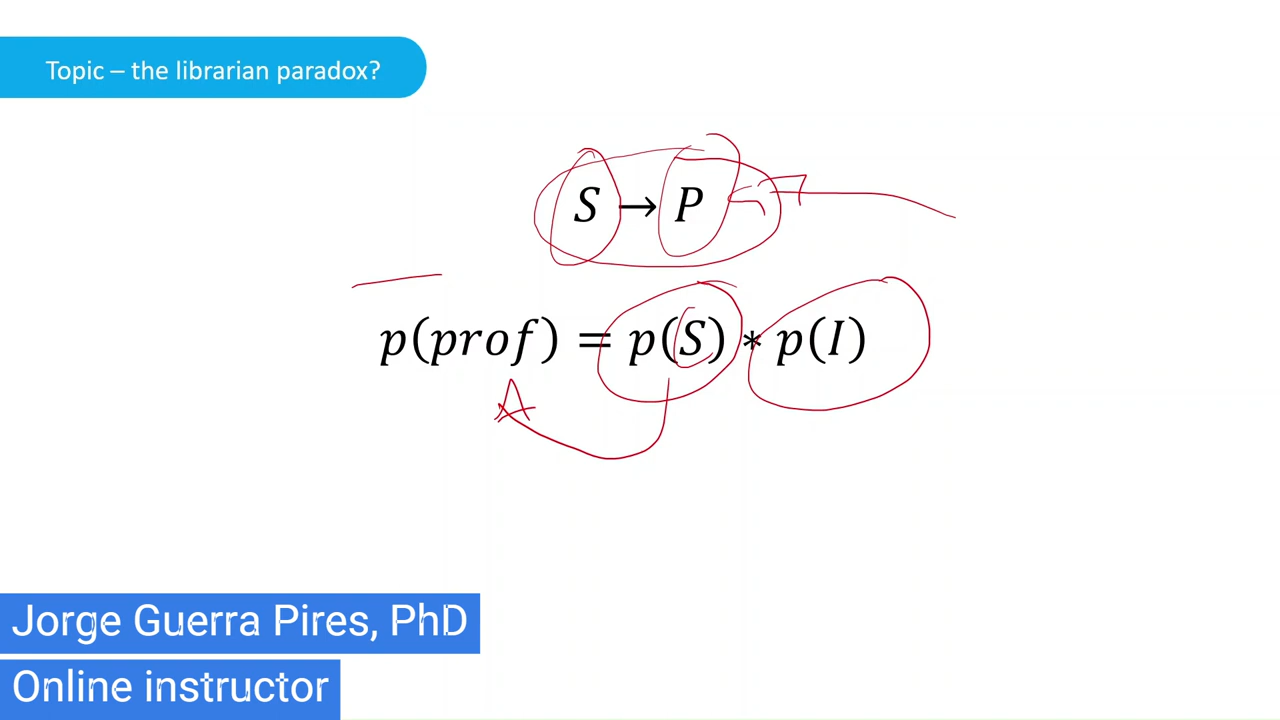 Topic – the librarian paradox?
S → P
p(prof) = p(S) * p(I)
Jorge Guerra Pires, PhD
Online instructor